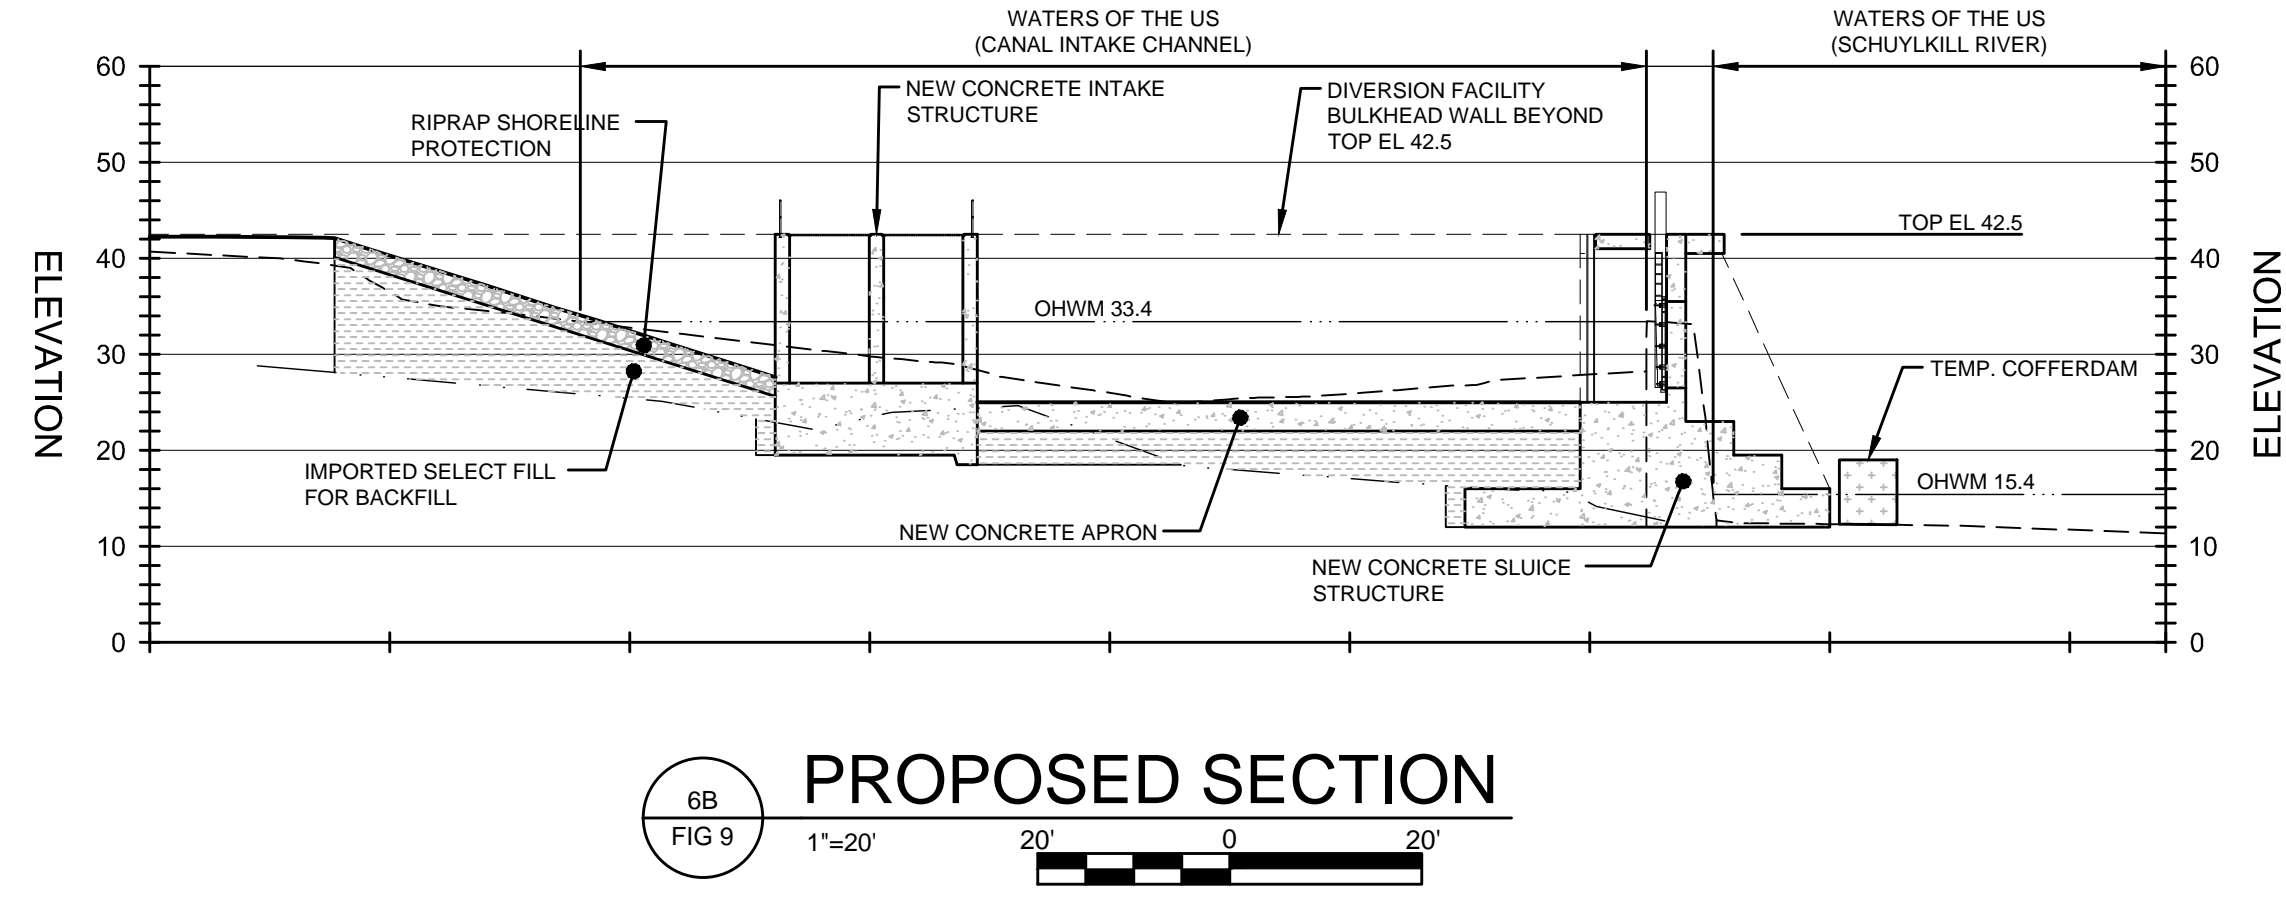 WATERS OF THE US
(CANAL INTAKE CHANNEL)
WATERS OF THE US
(SCHUYLKILL RIVER)
60
60
NEW CONCRETE INTAKE
STRUCTURE
DIVERSION FACILITY
BULKHEAD WALL BEYOND
TOP EL 42.5
RIPRAP SHORELINE
PROTECTION
50
50
TOP EL 42.5
ELEVATION
ELEVATION
40
40
OHWM 33.4
30
30
TEMP. COFFERDAM
20
20
IMPORTED SELECT FILL
FOR BACKFILL
OHWM 15.4
NEW CONCRETE APRON
10
10
NEW CONCRETE SLUICE
STRUCTURE
0
0
6B
FIG 9
PROPOSED SECTION
1"=20'
20' 0 20'